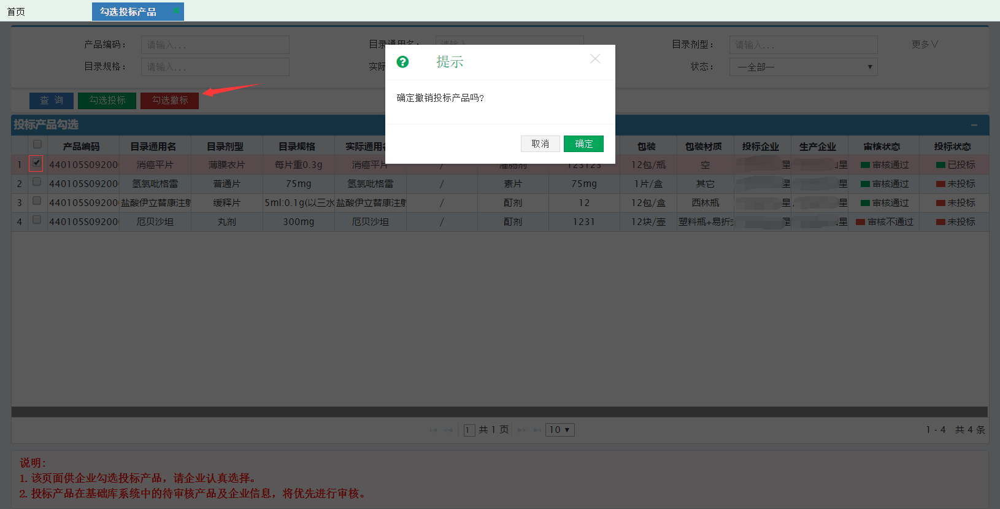 首页 勾选投标产品
产品编码： 请输入... 目录通用名： 请输入... 目录剂型： 请输入... 更多∨
目录规格： 请输入... 实际 状态： —全部—
提示
确定撤销投标产品吗?
取消 确定
查 询 勾选投标 勾选撤标
投标产品勾选
产品编码 目录通用名 目录剂型 目录规格 实际通用名 包装 包装材质 投标企业 生产企业 审核状态 投标状态
1 440105S09200 消癌平片 薄膜衣片 每片重0.3g 消癌平片 / 灌肠剂 123123 12包/瓶 空 星 星 审核通过 已投标
2 440105S09200 氢氯吡格雷 普通片 75mg 氢氯吡格雷 / 素片 75mg 1片/盒 其它 星 星 审核通过 未投标
3 440105S09200 盐酸伊立替康注射 缓释片 5ml:0.1g(以三水 盐酸伊立替康注射 / 酊剂 12 12包/盒 西林瓶 星 星 审核通过 未投标
4 440105S09200 厄贝沙坦 丸剂 300mg 厄贝沙坦 / 酊剂 1231 12块/壶 塑料瓶+易折 星 星 审核不通过 未投标
1 共 1 页 10 1 - 4 共 4 条
说明:
1. 该页面供企业勾选投标产品，请企业认真选择。
2. 投标产品在基础库系统中的待审核产品及企业信息，将优先进行审核。